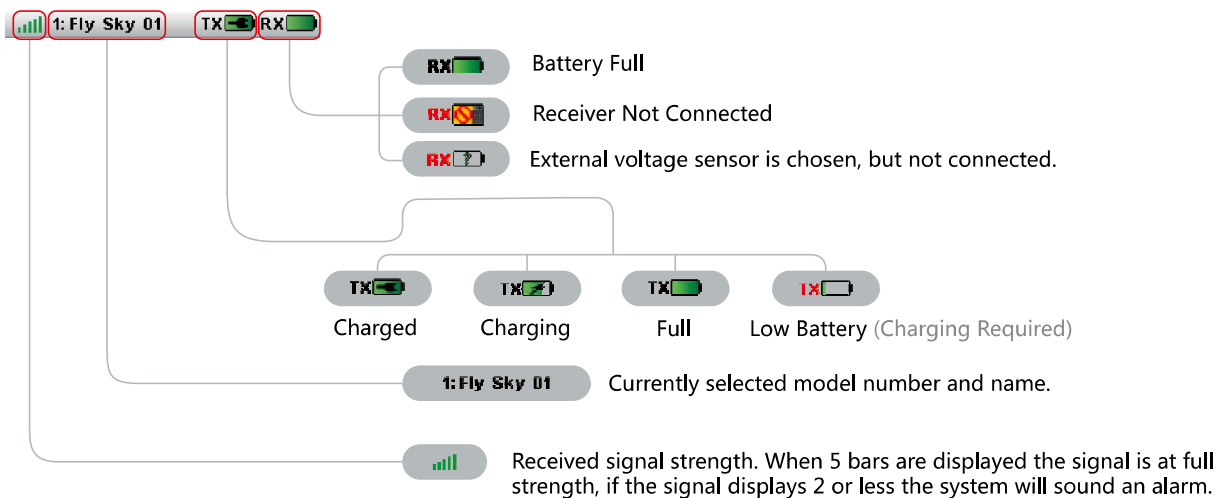 1: Fly Sky 01 TX RX
RX Battery Full
RX Receiver Not Connected
RX ? External voltage sensor is chosen, but not connected.
TX TX TX TX
Charged Charging Full Low Battery (Charging Required)
1: Fly Sky 01 Currently selected model number and name.
Received signal strength. When 5 bars are displayed the signal is at full
strength, if the signal displays 2 or less the system will sound an alarm.